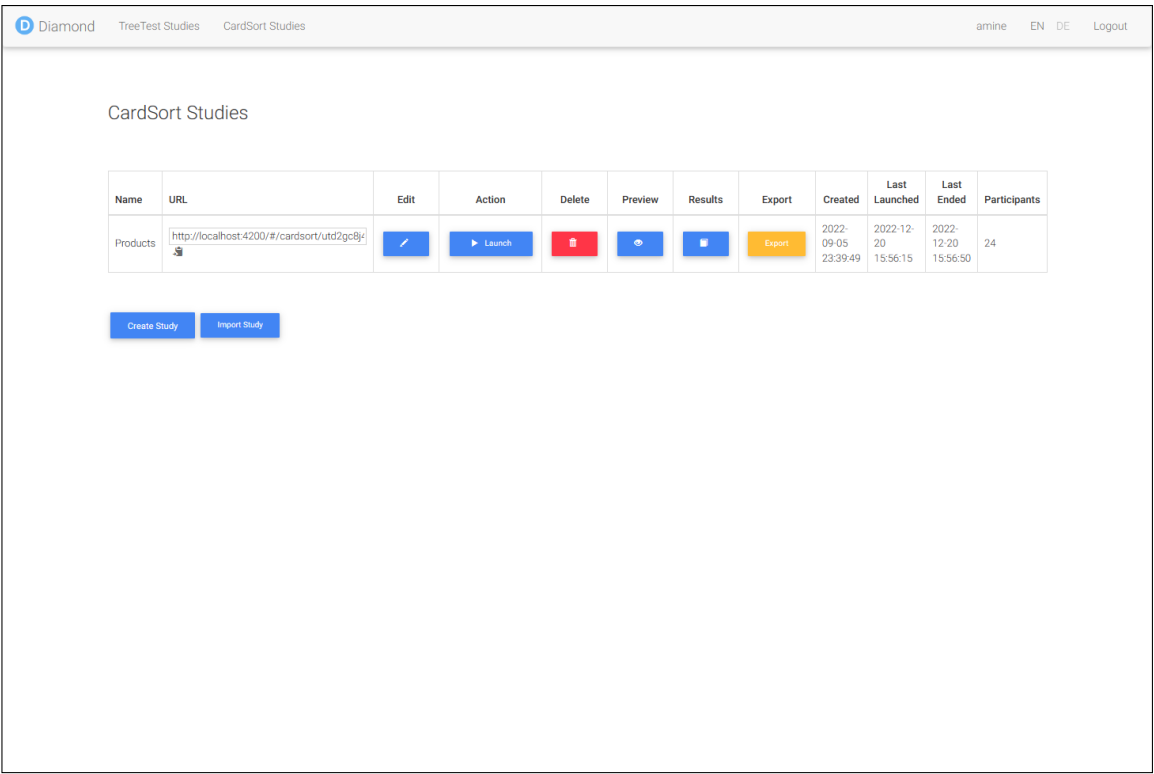 D Diamond TreeTest Studies CardSort Studies amine EN DE Logout
CardSort Studies
Name URL Edit Action Delete Preview Results Export Created Last Launched Last Ended Participants
Products http://localhost:4200/#/cardsort/utd2gc8j4 Launch Export 2022-09-05 23:39:49 2022-12-20 15:56:15 2022-12-20 15:56:50 24
Create Study Import Study